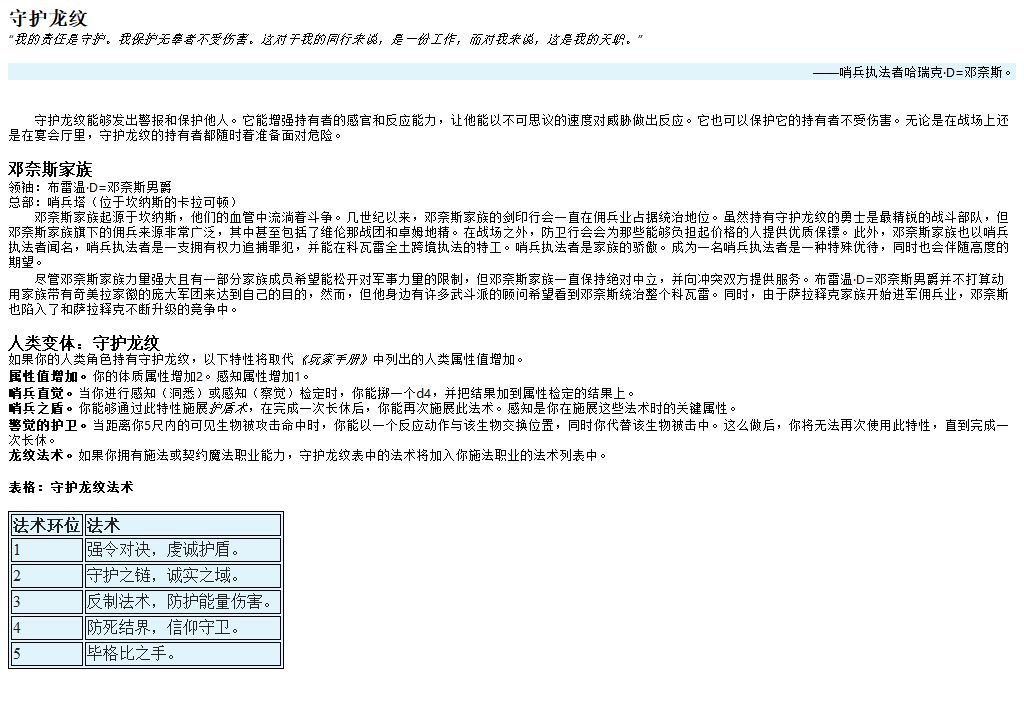 守护龙纹
“我的责任是守护。我保护无辜者不受伤害。这对于我的同行来说，是一份工作，而对我来说，这是我的天职。”
——哨兵执法者哈瑞克·D=邓奈斯。
守护龙纹能够发出警报和保护他人。它能增强持有者的感官和反应能力，让他能以不可思议的速度对威胁做出反应。它也可以保护它的持有者不受伤害。无论是在战场上还
是在宴会厅里，守护龙纹的持有者都随时着准备面对危险。
邓奈斯家族
领袖：布雷温·D=邓奈斯男爵
总部：哨兵塔（位于坎纳斯的卡拉可顿）
邓奈斯家族起源于坎纳斯，他们的血管中流淌着斗争。几世纪以来，邓奈斯家族的剑印行会一直在佣兵业占据统治地位。虽然持有守护龙纹的勇士是最精锐的战斗部队，但
邓奈斯家族旗下的佣兵来源非常广泛，其中甚至包括了维伦那战团和卓姆地精。在战场之外，防卫行会会为那些能够负担起价格的人提供优质保镖。此外，邓奈斯家族也以哨兵
执法者闻名，哨兵执法者是一支拥有权力追捕罪犯，并能在科瓦雷全土跨境执法的特工。哨兵执法者是家族的骄傲。成为一名哨兵执法者是一种特殊优待，同时也会伴随高度的
期望。
尽管邓奈斯家族力量强大且有一部分家族成员希望能松开对军事力量的限制，但邓奈斯家族一直保持绝对中立，并向冲突双方提供服务。布雷温·D=邓奈斯男爵并不打算动
用家族带有奇美拉家徽的庞大军团来达到自己的目的，然而，但他身边有许多武斗派的顾问希望看到邓奈斯统治整个科瓦雷。同时，由于萨拉释克家族开始进军佣兵业，邓奈斯
也陷入了和萨拉释克不断升级的竞争中。
人类变体：守护龙纹
如果你的人类角色持有守护龙纹，以下特性将取代《玩家手册》中列出的人类属性值增加。
属性值增加。你的体质属性增加2。感知属性增加1。
哨兵直觉。当你进行感知（洞悉）或感知（察觉）检定时，你能掷一个d4，并把结果加到属性检定的结果上。
哨兵之盾。你能够通过此特性施展护盾术，在完成一次长休后，你能再次施展此法术。感知是你在施展这些法术时的关键属性。
警觉的护卫。当距离你5尺内的可见生物被攻击命中时，你能以一个反应动作与该生物交换位置，同时你代替该生物被击中。这么做后，你将无法再次使用此特性，直到完成一
次长休。
龙纹法术。如果你拥有施法或契约魔法职业能力，守护龙纹表中的法术将加入你施法职业的法术列表中。
表格：守护龙纹法术
法术环位 法术
1 强令对决，虔诚护盾。
2 守护之链，诚实之域。
3 反制法术，防护能量伤害。
4 防死结界，信仰守卫。
5 毕格比之手。